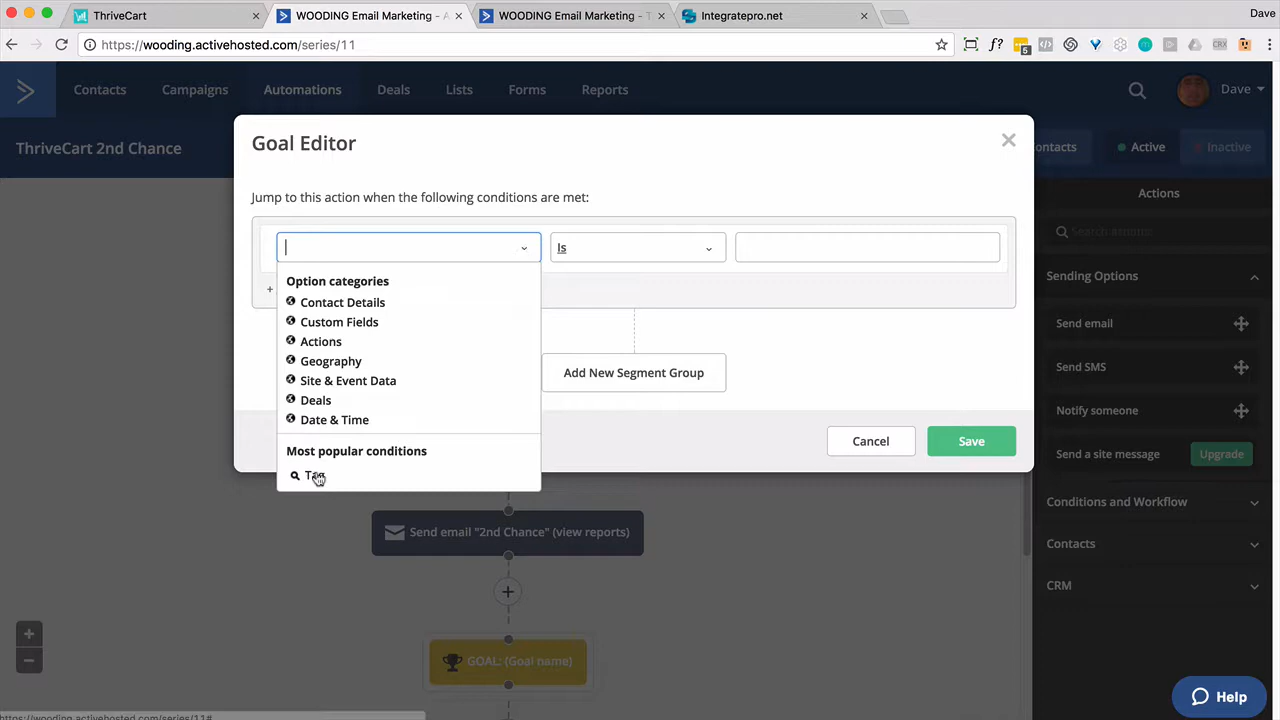 ThriveCart
WOODING Email Marketing - A
WOODING Email Marketing - T
Integratepro.net
Dave
https://wooding.activehosted.com/series/11
f?
5
CRX
Contacts
Campaigns
Automations
Deals
Lists
Forms
Reports
Dave
ThriveCart 2nd Chance
ontacts
Active
Inactive
Goal Editor
Jump to this action when the following conditions are met:
Is
Option categories
Contact Details
Custom Fields
Actions
Geography
Site & Event Data
Deals
Date & Time
Most popular conditions
Tag
Add New Segment Group
Cancel
Save
Send email "2nd Chance" (view reports)
GOAL: (Goal name)
Actions
Search actions
Sending Options
Send email
Send SMS
Notify someone
Send a site message
Upgrade
Conditions and Workflow
Contacts
CRM
Help
https://wooding.activehosted.com/series/11#